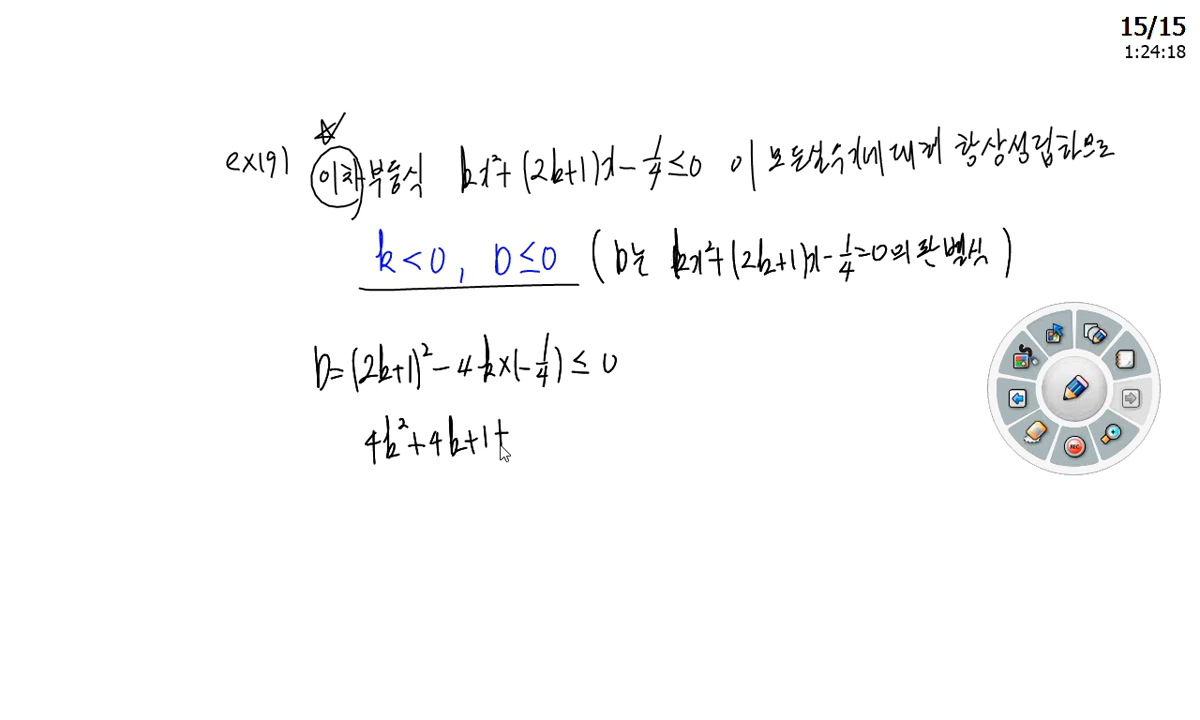 15/15
1:24:18
ex19) 이차부등식 kx²+(2k+1)x-1/4≤0 이 모든실수x에 대해 항상성립하므로
k<0, D≤0 (D는 kx²+(2k+1)x-1/4=0의 판별식)
D=(2k+1)²-4k×(-1/4)≤0
4k²+4k+1+
REC